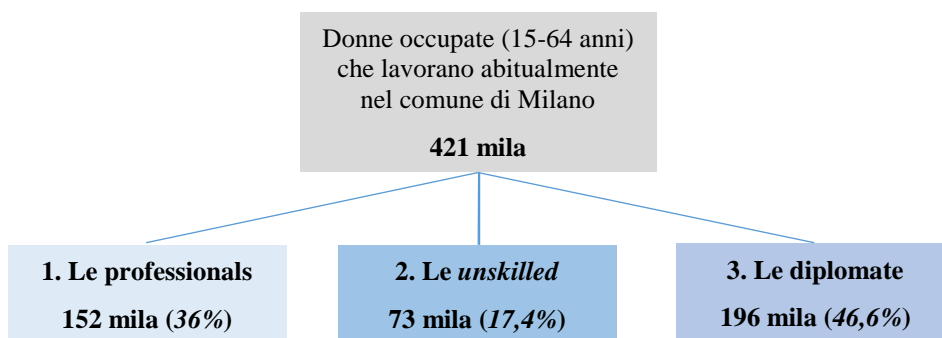 Donne occupate (15-64 anni)
che lavorano abitualmente
nel comune di Milano
421 mila
1. Le professionals
152 mila (36%)
2. Le unskilled
73 mila (17,4%)
3. Le diplomate
196 mila (46,6%)